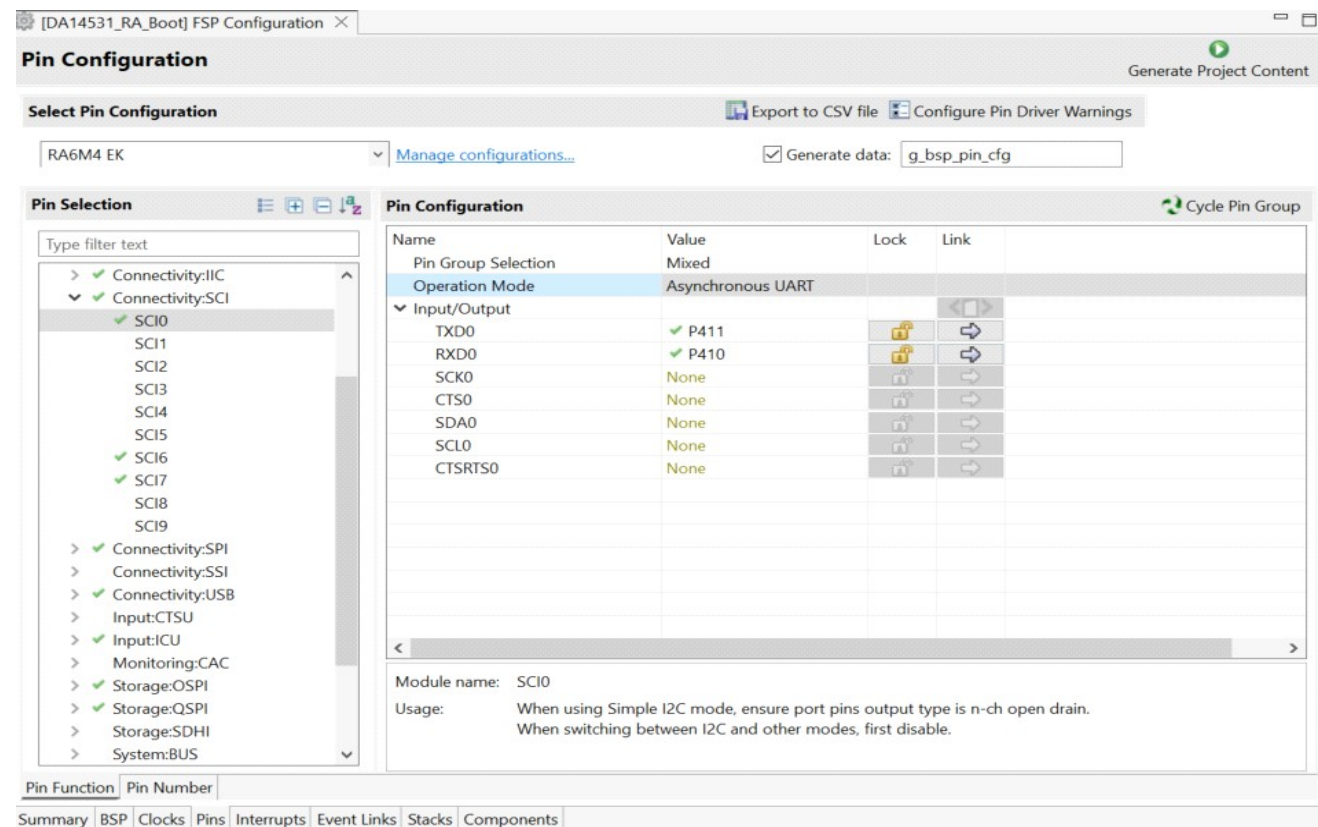 [DA14531_RA_Boot] FSP Configuration
Pin Configuration
Generate Project Content
Select Pin Configuration
Export to CSV file Configure Pin Driver Warnings
RA6M4 EK
Manage configurations...
Generate data: g_bsp_pin_cfg
Pin Selection
Type filter text
Connectivity:IIC
Connectivity:SCI
SCI0
SCI1
SCI2
SCI3
SCI4
SCI5
SCI6
SCI7
SCI8
SCI9
Connectivity:SPI
Connectivity:SSI
Connectivity:USB
Input:CTSU
Input:ICU
Monitoring:CAC
Storage:OSPI
Storage:QSPI
Storage:SDHI
System:BUS
Pin Configuration
Cycle Pin Group
Name Value Lock Link
Pin Group Selection Mixed
Operation Mode Asynchronous UART
Input/Output
TXD0 P411
RXD0 P410
SCK0 None
CTS0 None
SDA0 None
SCL0 None
CTSRTS0 None
Module name: SCI0
Usage: When using Simple I2C mode, ensure port pins output type is n-ch open drain.
When switching between I2C and other modes, first disable.
Pin Function Pin Number
Summary BSP Clocks Pins Interrupts Event Links Stacks Components